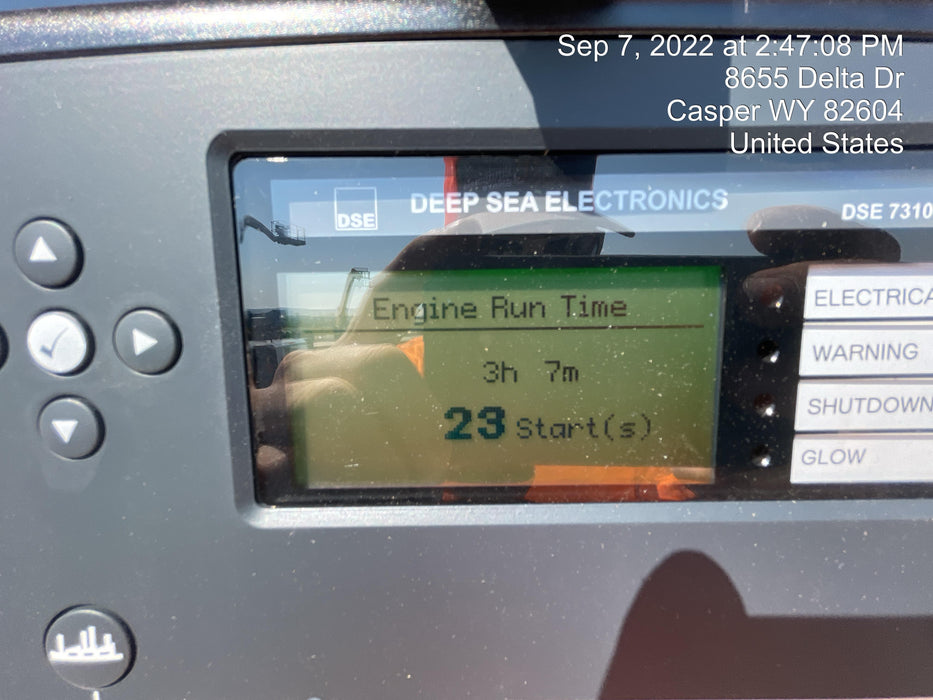 Sep 7, 2022 at 2:47:08 PM
8655 Delta Dr
Casper WY 82604
United States
DSE
DEEP SEA ELECTRONICS
DSE 7310
Engine Run Time
3h 7m
23 Start(s)
ELECTRICA
WARNING
SHUTDOWN
GLOW